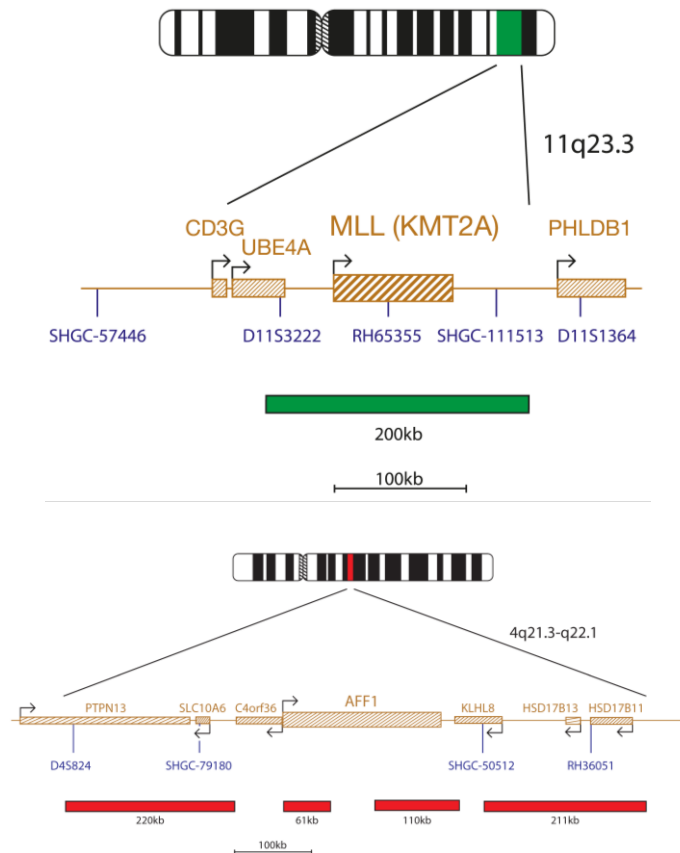 11q23.3
CD3G
UBE4A
MLL (KMT2A)
PHLDB1
SHGC-57446
D11S3222
RH65355
SHGC-111513
D11S1364
200kb
100kb
4q21.3-q22.1
PTPN13
SLC10A6
C4orf36
AFF1
KLHL8
HSD17B13
HSD17B11
D4S824
SHGC-79180
SHGC-50512
RH36051
220kb
61kb
110kb
211kb
100kb